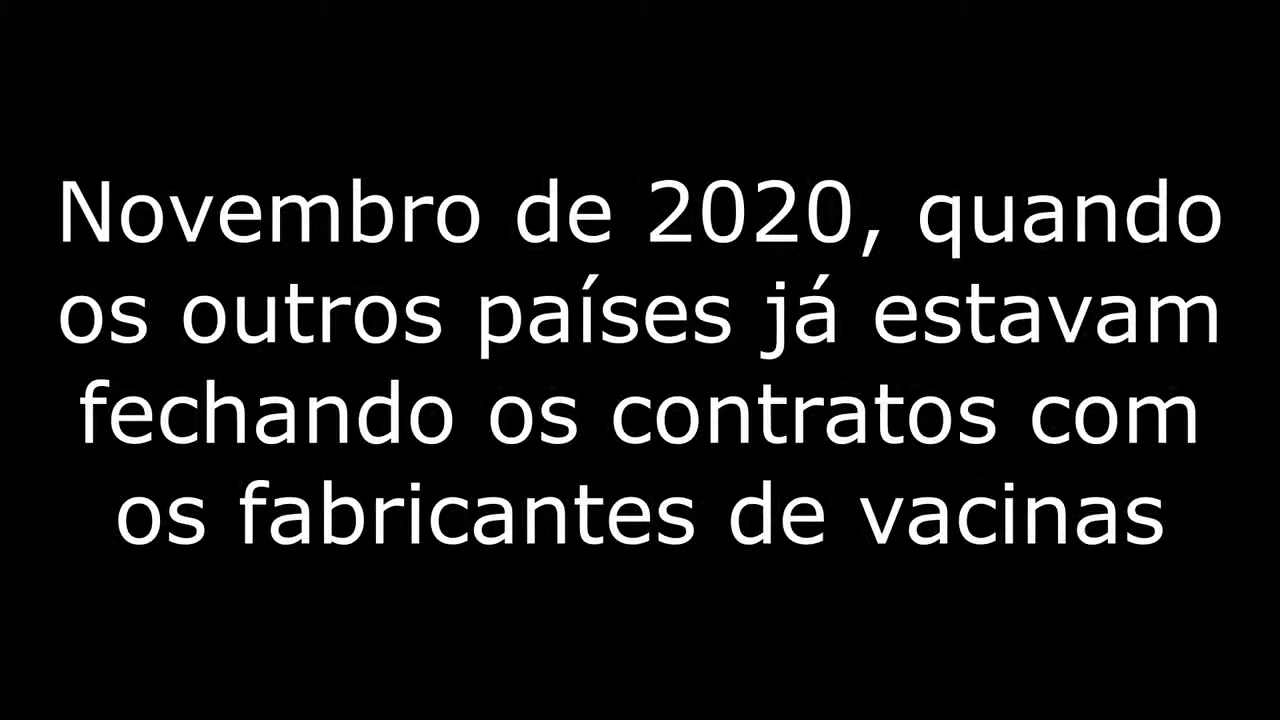 Novembro de 2020, quando
os outros países já estavam
fechando os contratos com
os fabricantes de vacinas